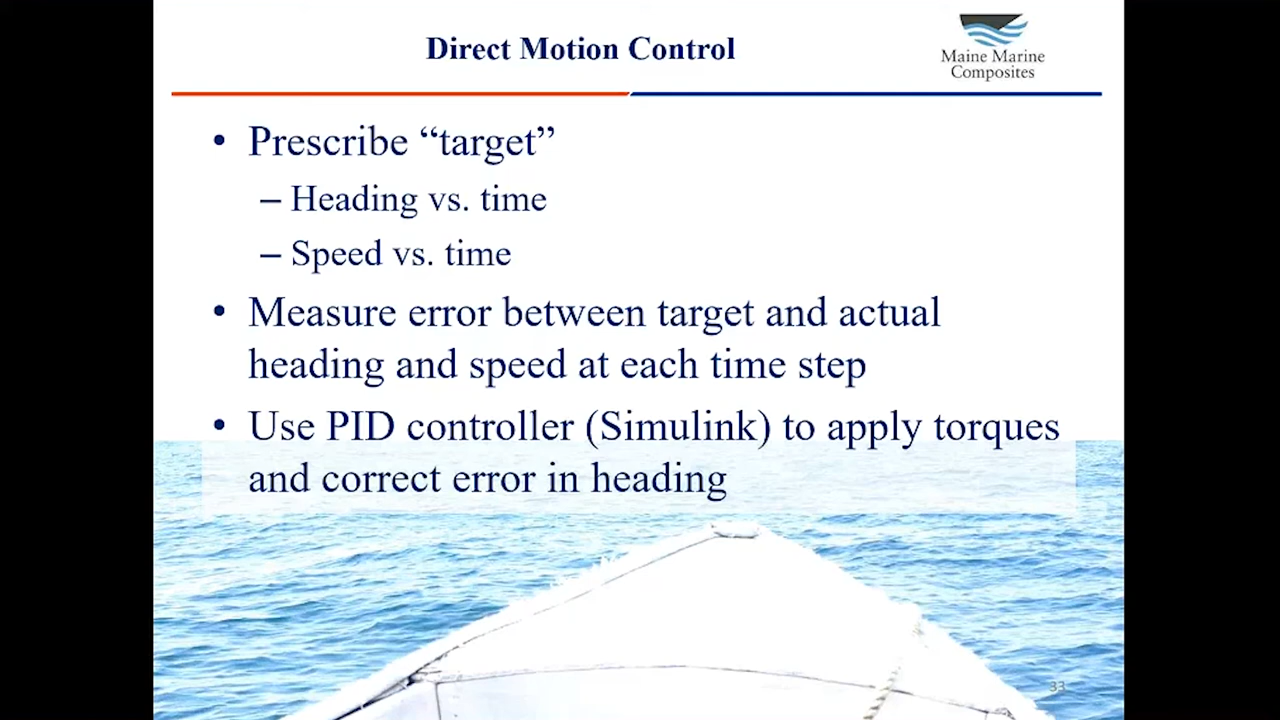 Direct Motion Control
Maine Marine
Composites
• Prescribe “target”
– Heading vs. time
– Speed vs. time
• Measure error between target and actual
heading and speed at each time step
• Use PID controller (Simulink) to apply torques
and correct error in heading
33